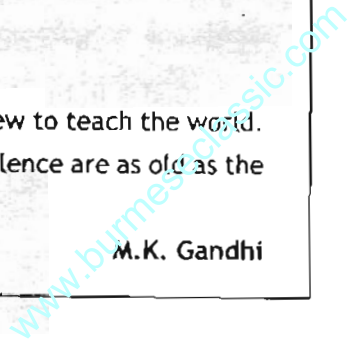 ew to teach the world.
lence are as old as the
M.K. Gandhi
www.burmeseclassic.com